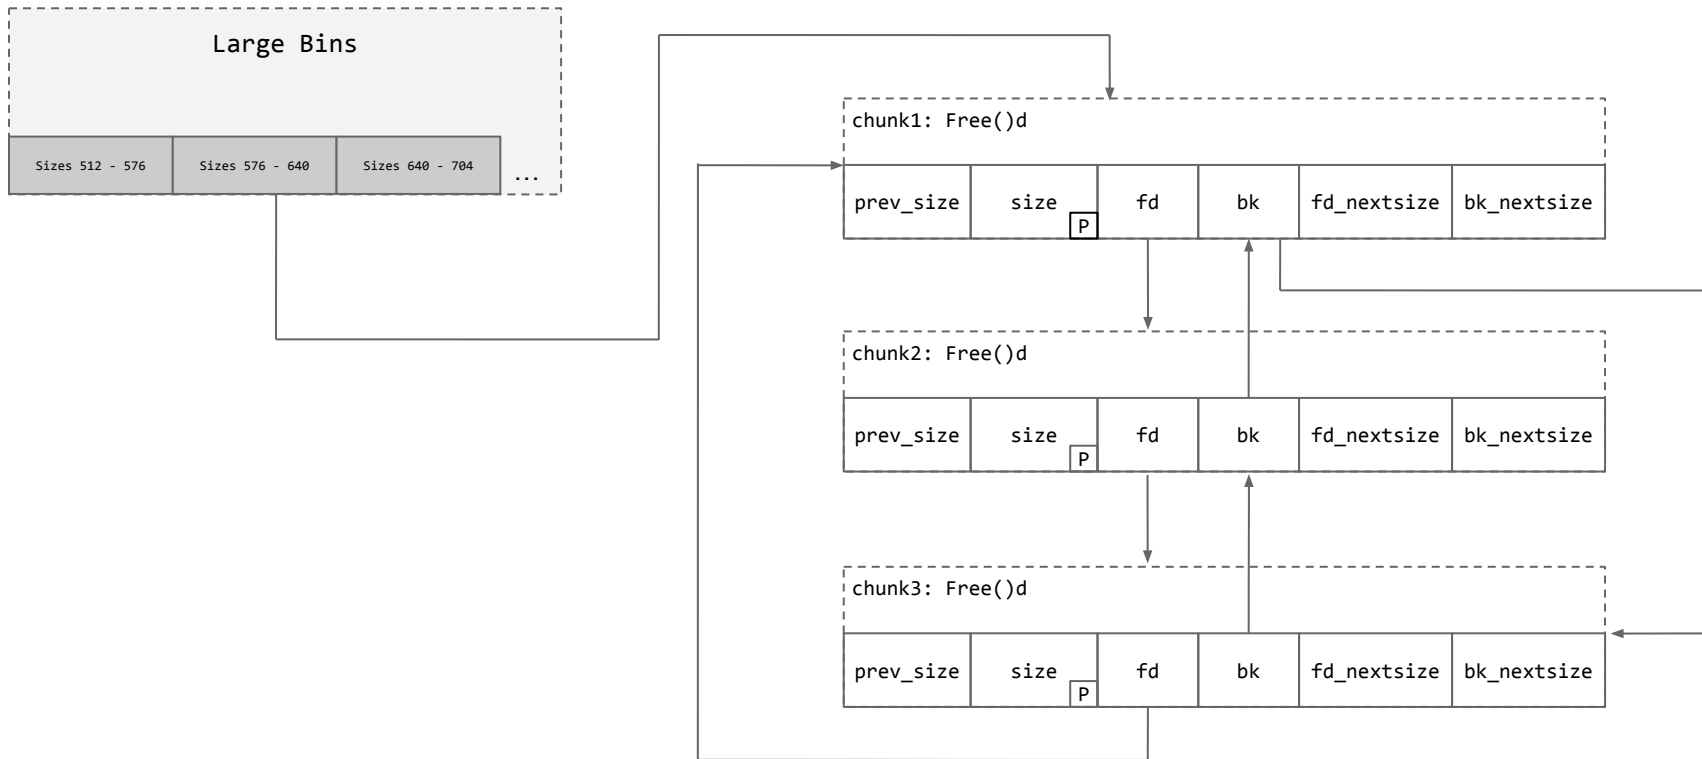 Large Bins
Sizes 512 - 576 Sizes 576 - 640 Sizes 640 - 704 ...
chunk1: Free()d
prev_size size P fd bk fd_nextsize bk_nextsize
chunk2: Free()d
prev_size size P fd bk fd_nextsize bk_nextsize
chunk3: Free()d
prev_size size P fd bk fd_nextsize bk_nextsize